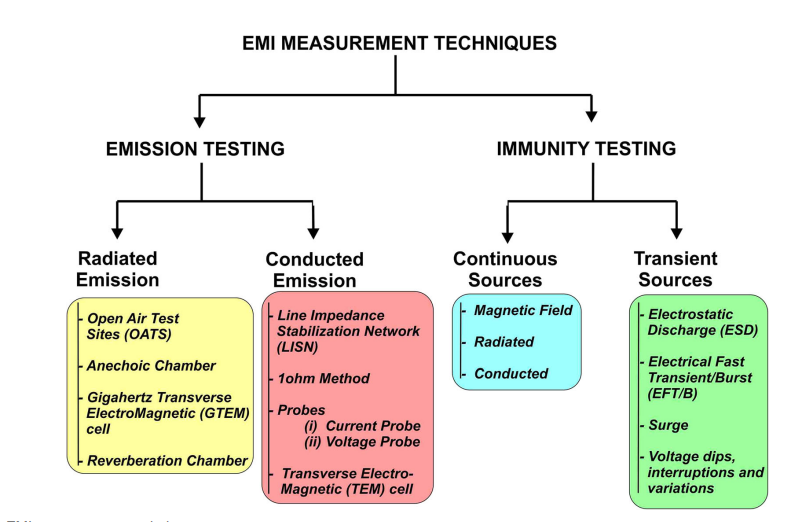 EMI MEASUREMENT TECHNIQUES
EMISSION TESTING
IMMUNITY TESTING
Radiated
Emission
- Open Air Test
Sites (OATS)
- Anechoic Chamber
- Gigahertz Transverse
ElectroMagnetic (GTEM)
cell
- Reverberation Chamber
Conducted
Emission
- Line Impedance
Stabilization Network
(LISN)
- 1ohm Method
- Probes
(i) Current Probe
(ii) Voltage Probe
- Transverse Electro-
Magnetic (TEM) cell
Continuous
Sources
- Magnetic Field
- Radiated
- Conducted
Transient
Sources
- Electrostatic
Discharge (ESD)
- Electrical Fast
Transient/Burst
(EFT/B)
- Surge
- Voltage dips,
interruptions and
variations